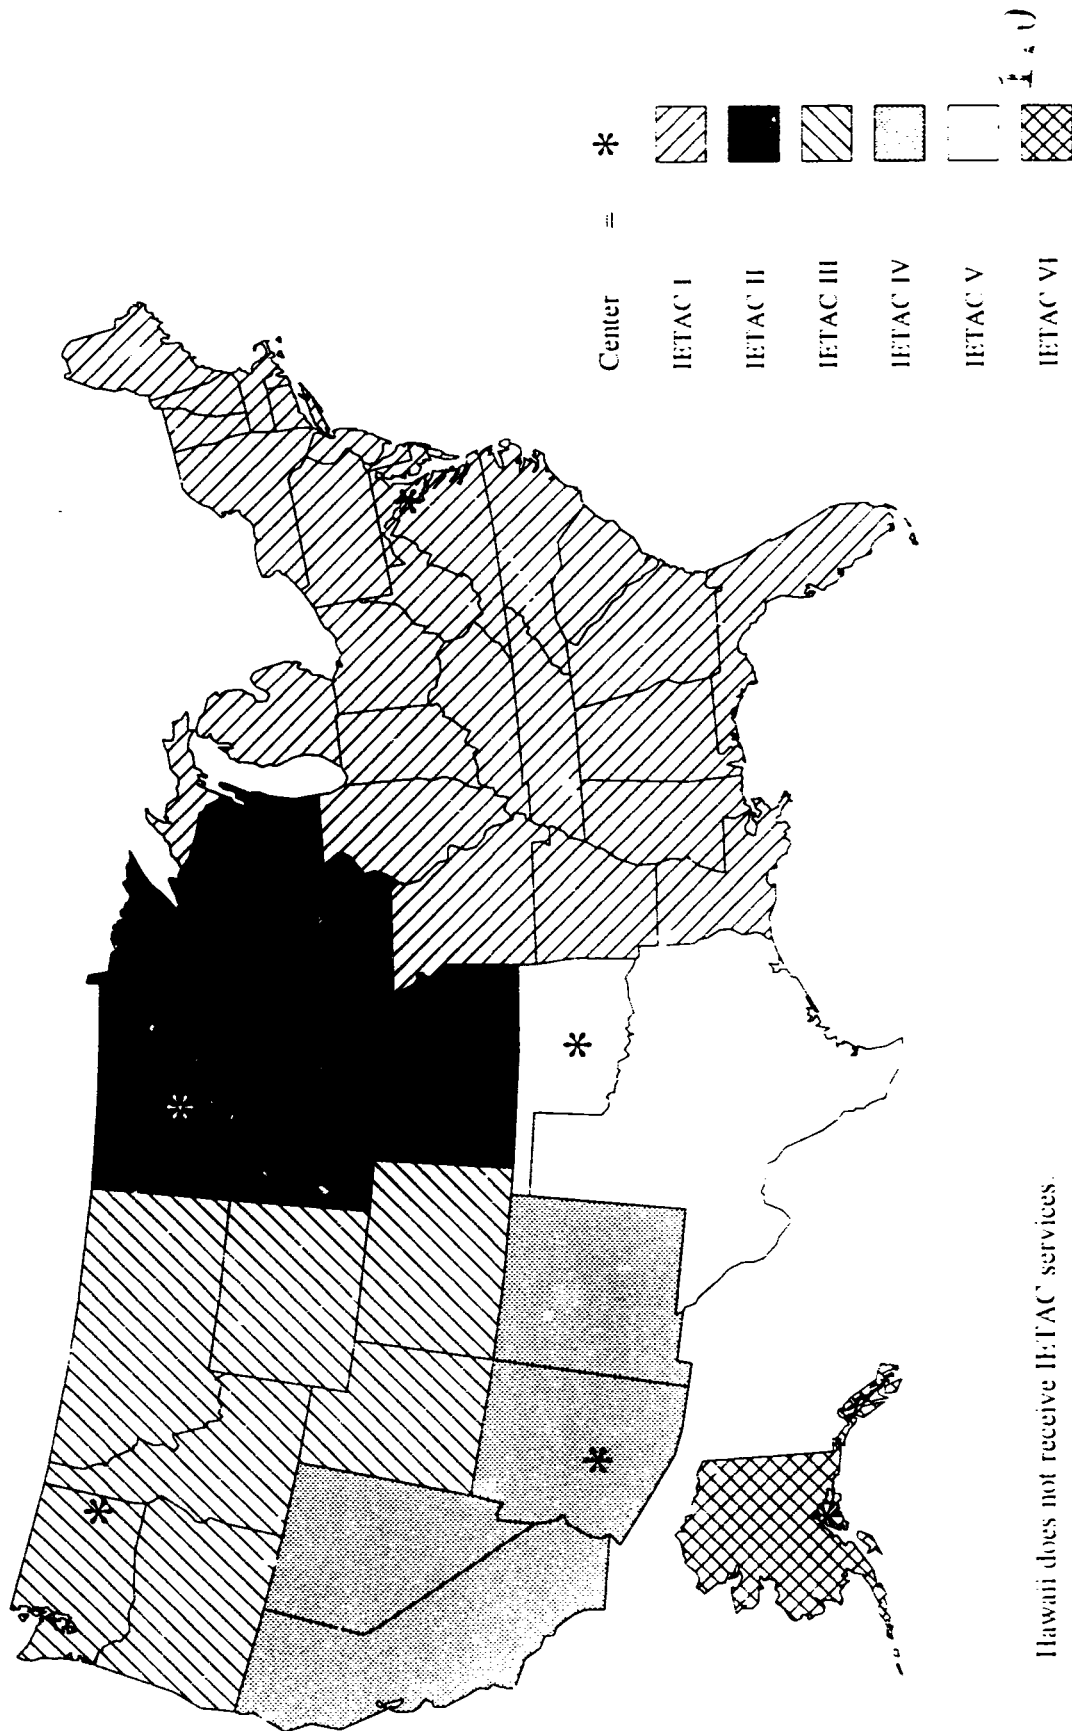 Center = *
IETAC I
IETAC II
IETAC III
IETAC IV
IETAC V
IETAC VI
Hawaii does not receive IETAC services.